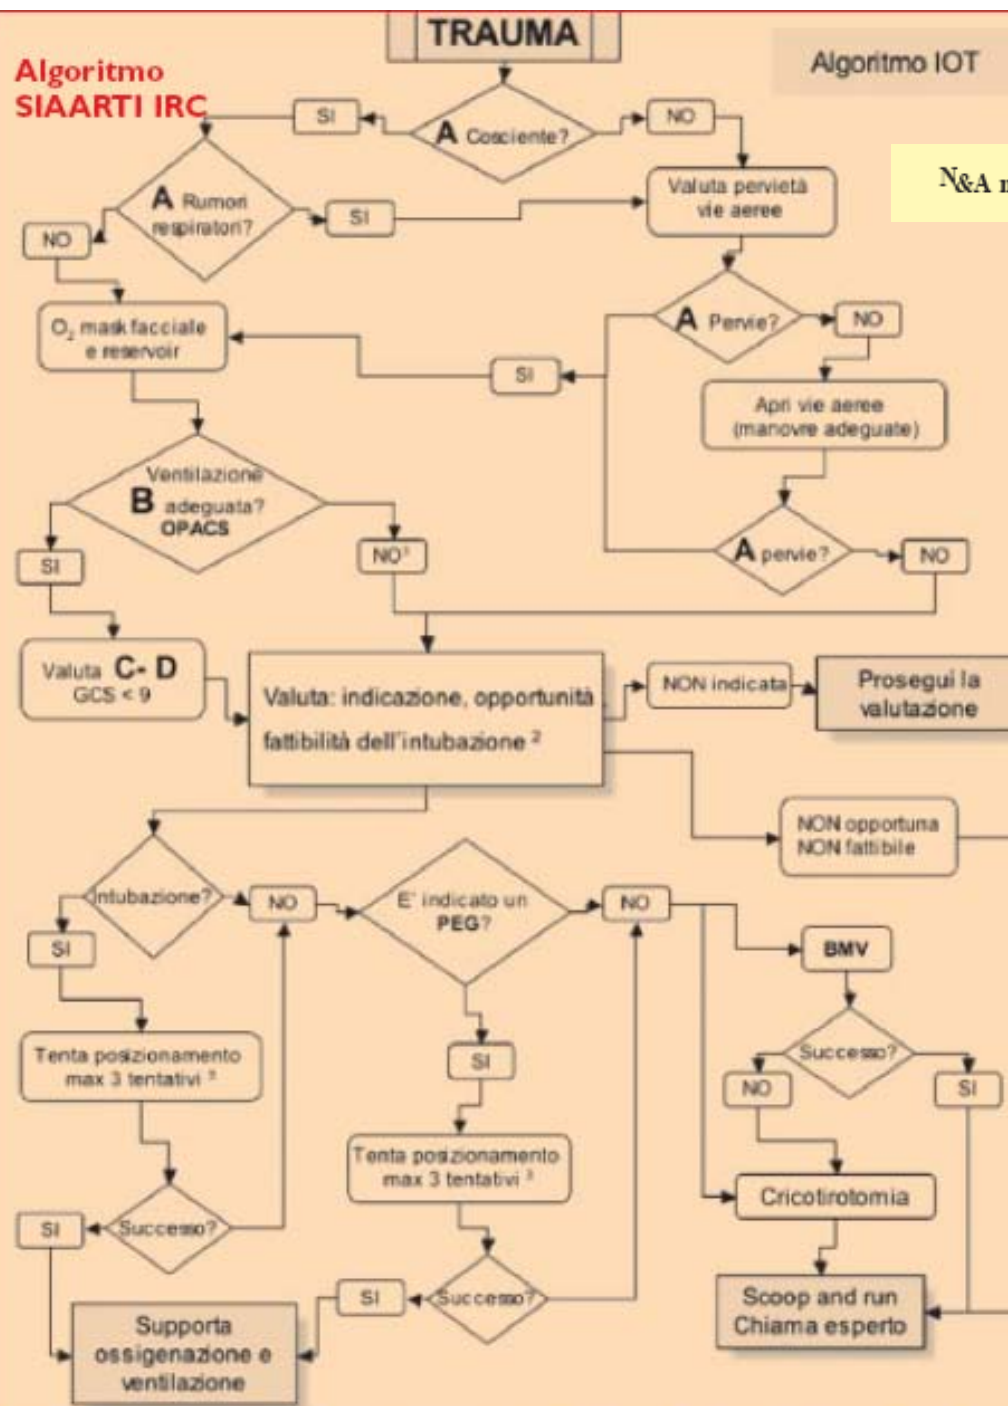 TRAUMA
Algoritmo
SIAARTI IRC
Algoritmo IOT
SI
A Cosciente?
NO
N&A
A Rumori
respiratori?
SI
Valuta pervietà
vie aeree
NO
O2 mask facciale
e reservoir
A Pervie?
NO
SI
Apri vie aeree
(manovre adeguate)
Ventilazione
B adeguata?
OPACS
SI
NO
A pervie?
NO
Valuta C- D
GCS < 9
Valuta: indicazione, opportunità
fattibilità dell'intubazione 2
NON indicata
Prosegui la
valutazione
NON opportuna
NON fattibile
Intubazione?
NO
E' indicato un
PEG?
NO
BMV
SI
Tenta posizionamento
max 3 tentativi 3
SI
Successo?
NO
SI
Tenta posizionamento
max 3 tentativi 3
Cricotirotomia
SI
Successo?
SI
Successo?
Scoop and run
Chiama esperto
Supporta
ossigenazione e
ventilazione